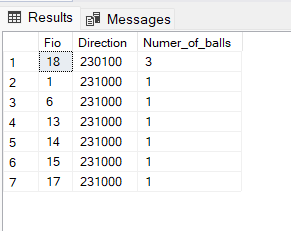 Results Messages
Fio Direction Numer_of_balls
1 18 230100 3
2 1 231000 1
3 6 231000 1
4 13 231000 1
5 14 231000 1
6 15 231000 1
7 17 231000 1